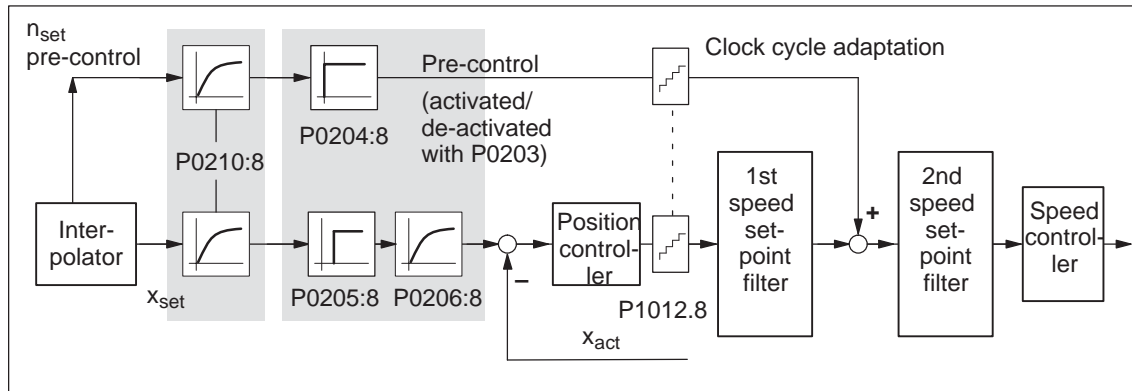 n_set
pre-control
Clock cycle adaptation
Pre-control
(activated/
de-activated
with P0203)
P0204:8
P0210:8
Inter-
polator
x_set
P0205:8
P0206:8
–
Position
control-
ler
P1012.8
x_act
1st
speed
set-
point
filter
+
2nd
speed
set-
point
filter
Speed
control-
ler